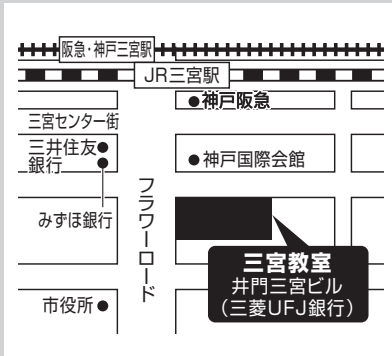 阪急・神戸三宮駅
JR三宮駅
●神戸阪急
三宮センター街
三井住友●
銀行 ●
●神戸国際会館
みずほ銀行
フラワーロード
三宮教室
井門三宮ビル
（三菱UFJ銀行）
市役所●